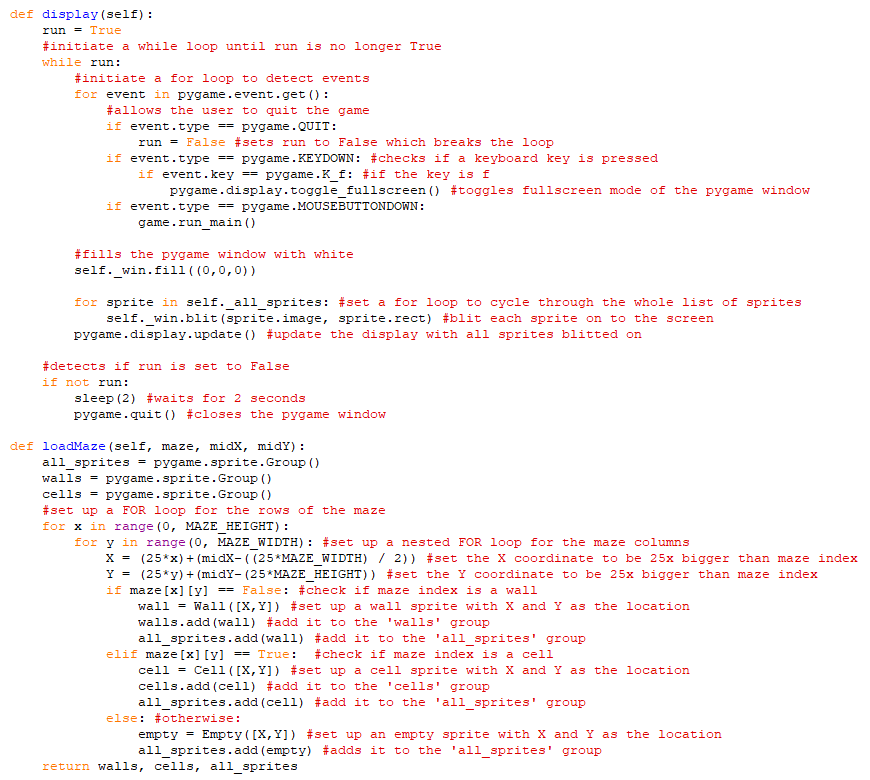 def display(self):
    run = True
    #initiate a while loop until run is no longer True
    while run:
        #initiate a for loop to detect events
        for event in pygame.event.get():
            #allows the user to quit the game
            if event.type == pygame.QUIT:
                run = False #sets run to False which breaks the loop
            if event.type == pygame.KEYDOWN: #checks if a keyboard key is pressed
                if event.key == pygame.K_f: #if the key is f
                    pygame.display.toggle_fullscreen() #toggles fullscreen mode of the pygame window
            if event.type == pygame.MOUSEBUTTONDOWN:
                game.run_main()

        #fills the pygame window with white
        self._win.fill((0,0,0))

        for sprite in self._all_sprites: #set a for loop to cycle through the whole list of sprites
            self._win.blit(sprite.image, sprite.rect) #blit each sprite on to the screen
        pygame.display.update() #update the display with all sprites blitted on

    #detects if run is set to False
    if not run:
        sleep(2) #waits for 2 seconds
        pygame.quit() #closes the pygame window

def loadMaze(self, maze, midX, midY):
    all_sprites = pygame.sprite.Group()
    walls = pygame.sprite.Group()
    cells = pygame.sprite.Group()
    #set up a FOR loop for the rows of the maze
    for x in range(0, MAZE_HEIGHT):
        for y in range(0, MAZE_WIDTH): #set up a nested FOR loop for the maze columns
            X = (25*x)+(midX-((25*MAZE_WIDTH) / 2)) #set the X coordinate to be 25x bigger than maze index
            Y = (25*y)+(midY-(25*MAZE_HEIGHT)) #set the Y coordinate to be 25x bigger than maze index
            if maze[x][y] == False: #check if maze index is a wall
                wall = Wall([X,Y]) #set up a wall sprite with X and Y as the location
                walls.add(wall) #add it to the 'walls' group
                all_sprites.add(wall) #add it to the 'all_sprites' group
            elif maze[x][y] == True:  #check if maze index is a cell
                cell = Cell([X,Y]) #set up a cell sprite with X and Y as the location
                cells.add(cell) #add it to the 'cells' group
                all_sprites.add(cell) #add it to the 'all_sprites' group
            else: #otherwise:
                empty = Empty([X,Y]) #set up an empty sprite with X and Y as the location
                all_sprites.add(empty) #adds it to the 'all_sprites' group
    return walls, cells, all_sprites